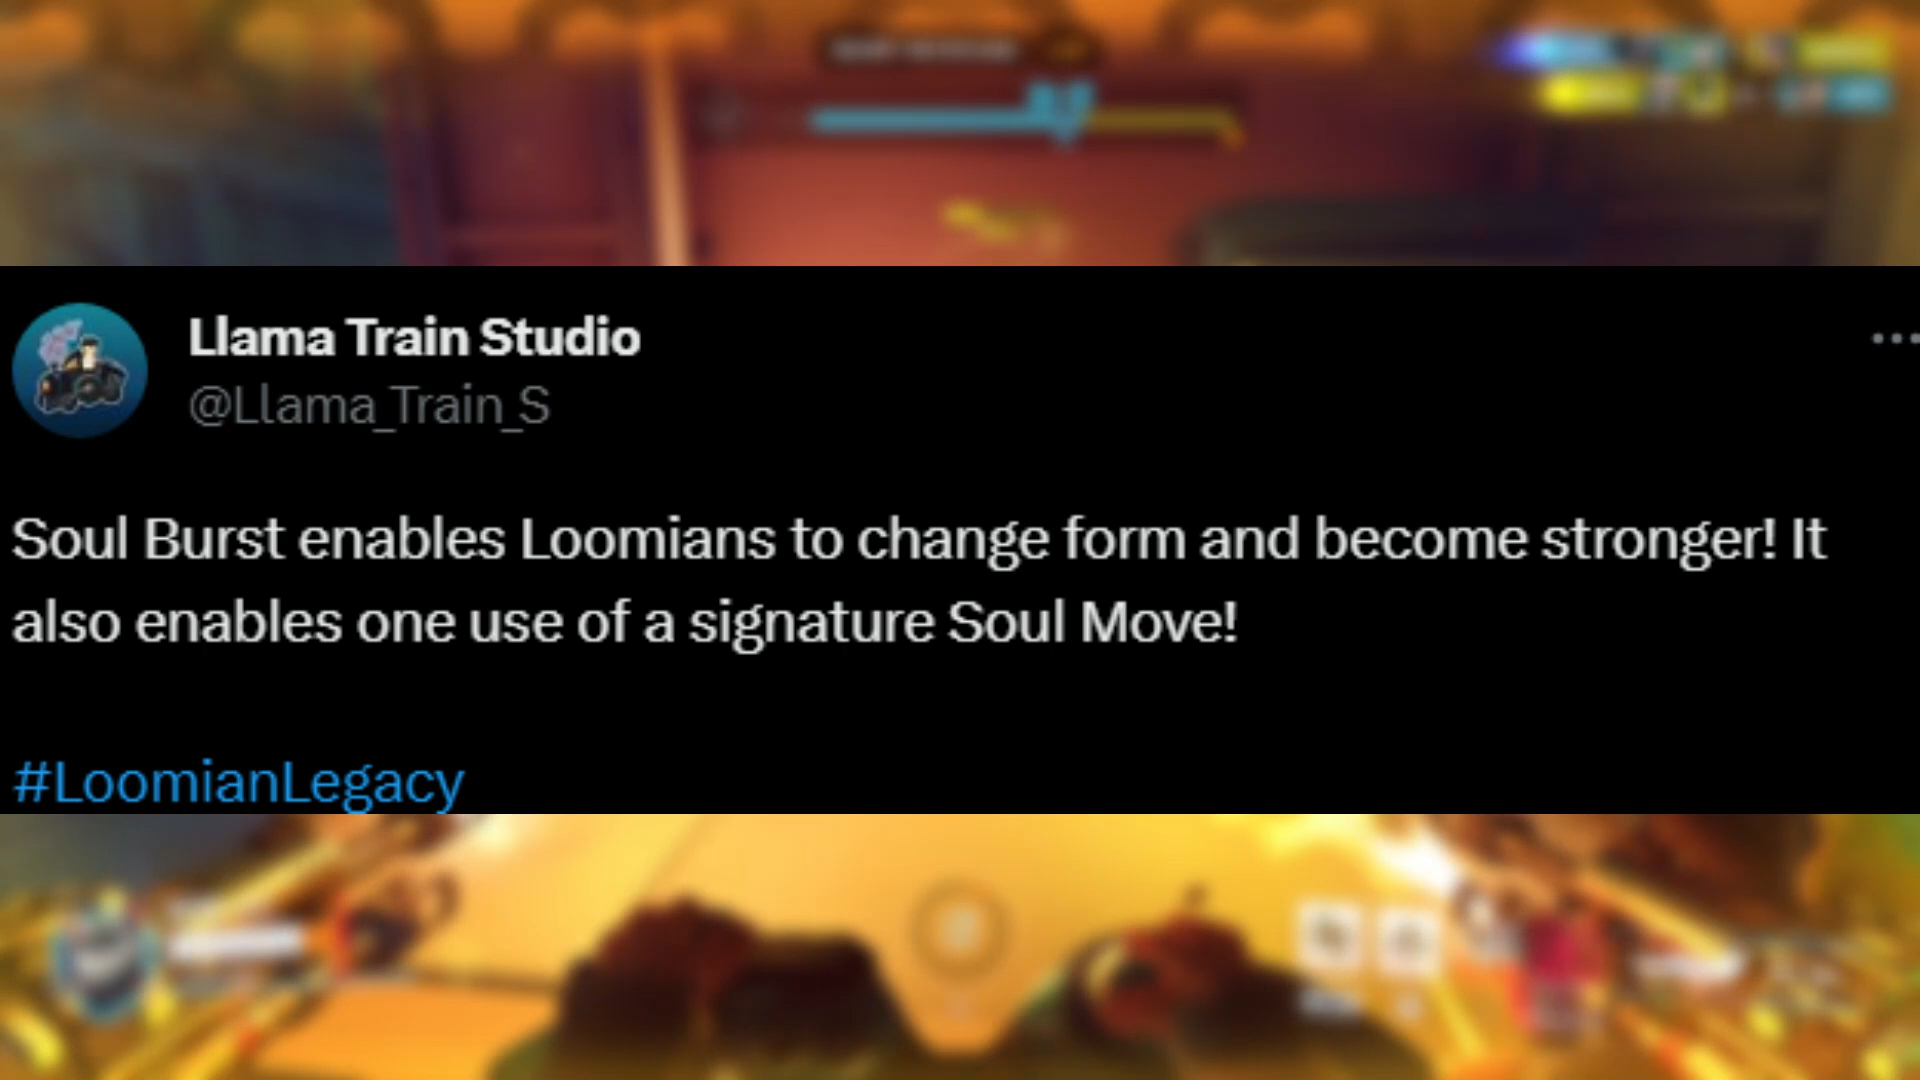 Llama Train Studio
@Llama_Train_S
Soul Burst enables Loomians to change form and become stronger! It
also enables one use of a signature Soul Move!
#LoomianLegacy